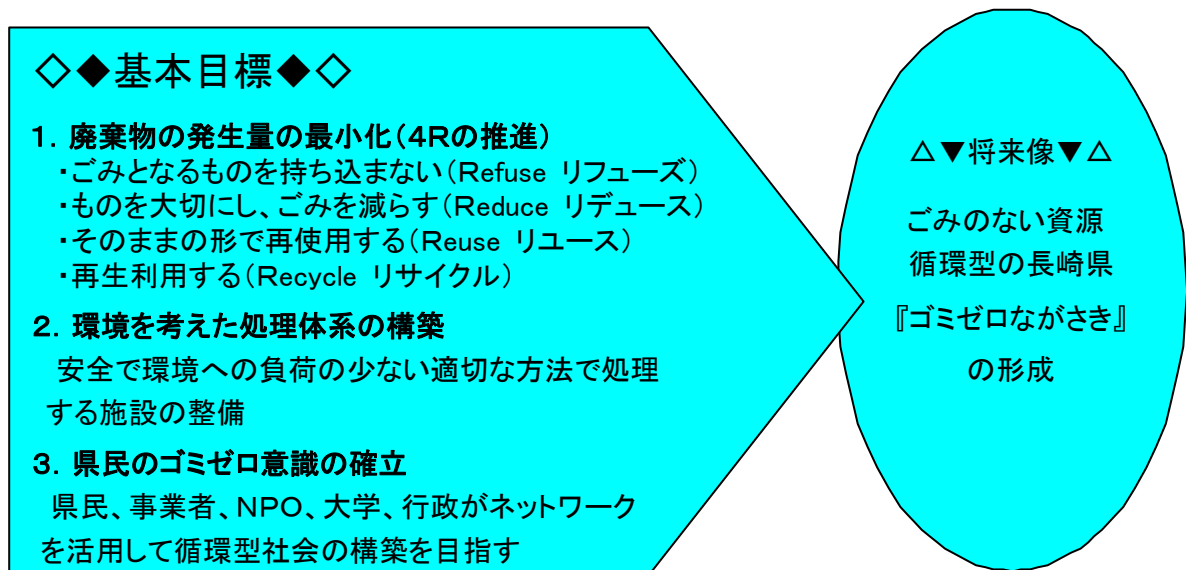 ◇◆基本目標◆◇
1．廃棄物の発生量の最小化（4Rの推進）
・ごみとなるものを持ち込まない（Refuse リフューズ）
・ものを大切にし、ごみを減らす（Reduce リデュース）
・そのままの形で再使用する（Reuse リユース）
・再生利用する（Recycle リサイクル）
2．環境を考えた処理体系の構築
安全で環境への負荷の少ない適切な方法で処理
する施設の整備
3．県民のゴミゼロ意識の確立
県民、事業者、NPO、大学、行政がネットワーク
を活用して循環型社会の構築を目指す
△▼将来像▼△
ごみのない資源
循環型の長崎県
『ゴミゼロながさき』
の形成